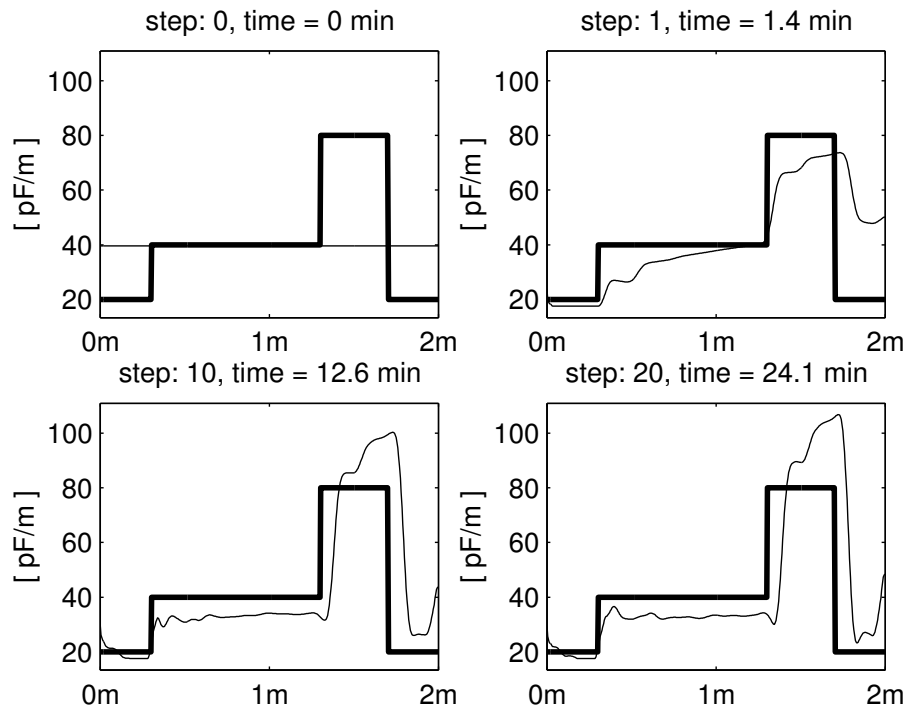 step: 0, time = 0 min
step: 1, time = 1.4 min
100
80
60
40
20
[ pF/m ]
0m
1m
2m
100
80
60
40
20
[ pF/m ]
0m
1m
2m
step: 10, time = 12.6 min
step: 20, time = 24.1 min
100
80
60
40
20
[ pF/m ]
0m
1m
2m
100
80
60
40
20
[ pF/m ]
0m
1m
2m